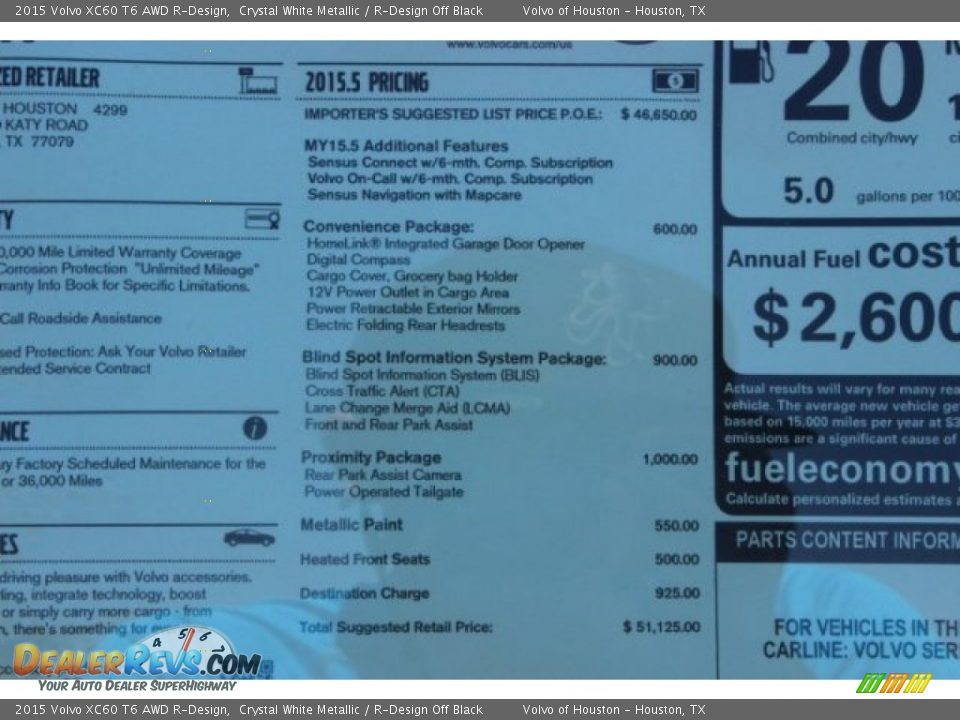 2015 Volvo XC60 T6 AWD R-Design, Crystal White Metallic / R-Design Off Black Volvo of Houston - Houston, TX
www.volvocars.com/us
ZED RETAILER
HOUSTON 4299
KATY ROAD
, TX 77079
TY
0,000 Mile Limited Warranty Coverage
Corrosion Protection "Unlimited Mileage"
rranty Info Book for Specific Limitations.
Call Roadside Assistance
sed Protection: Ask Your Volvo Retailer
tended Service Contract
NCE
ry Factory Scheduled Maintenance for the
or 36,000 Miles
ES
driving pleasure with Volvo accessories.
ling, integrate technology, boost
or simply carry more cargo - from
n, there's something for
2015.5 PRICING
IMPORTER'S SUGGESTED LIST PRICE P.O.E.: $ 46,650.00
MY15.5 Additional Features
Sensus Connect w/6-mth. Comp. Subscription
Volvo On-Call w/6-mth. Comp. Subscription
Sensus Navigation with Mapcare
Convenience Package: 600.00
HomeLink® Integrated Garage Door Opener
Digital Compass
Cargo Cover, Grocery bag Holder
12V Power Outlet in Cargo Area
Power Retractable Exterior Mirrors
Electric Folding Rear Headrests
Blind Spot Information System Package: 900.00
Blind Spot Information System (BLIS)
Cross Traffic Alert (CTA)
Lane Change Merge Aid (LCMA)
Front and Rear Park Assist
Proximity Package 1,000.00
Rear Park Assist Camera
Power Operated Tailgate
Metallic Paint 550.00
Heated Front Seats 500.00
Destination Charge 925.00
Total Suggested Retail Price: $ 51,125.00
20
Combined city/hwy ci
5.0 gallons per 100
Annual Fuel cost
$2,600
Actual results will vary for many rea
vehicle. The average new vehicle ge
based on 15,000 miles per year at $3
emissions are a significant cause of
fueleconomy
Calculate personalized estimates a
PARTS CONTENT INFORM
FOR VEHICLES IN TH
CARLINE: VOLVO SER
4 5 6
DealerRevs.com
Your Auto Dealer SuperHighway
2015 Volvo XC60 T6 AWD R-Design, Crystal White Metallic / R-Design Off Black Volvo of Houston - Houston, TX